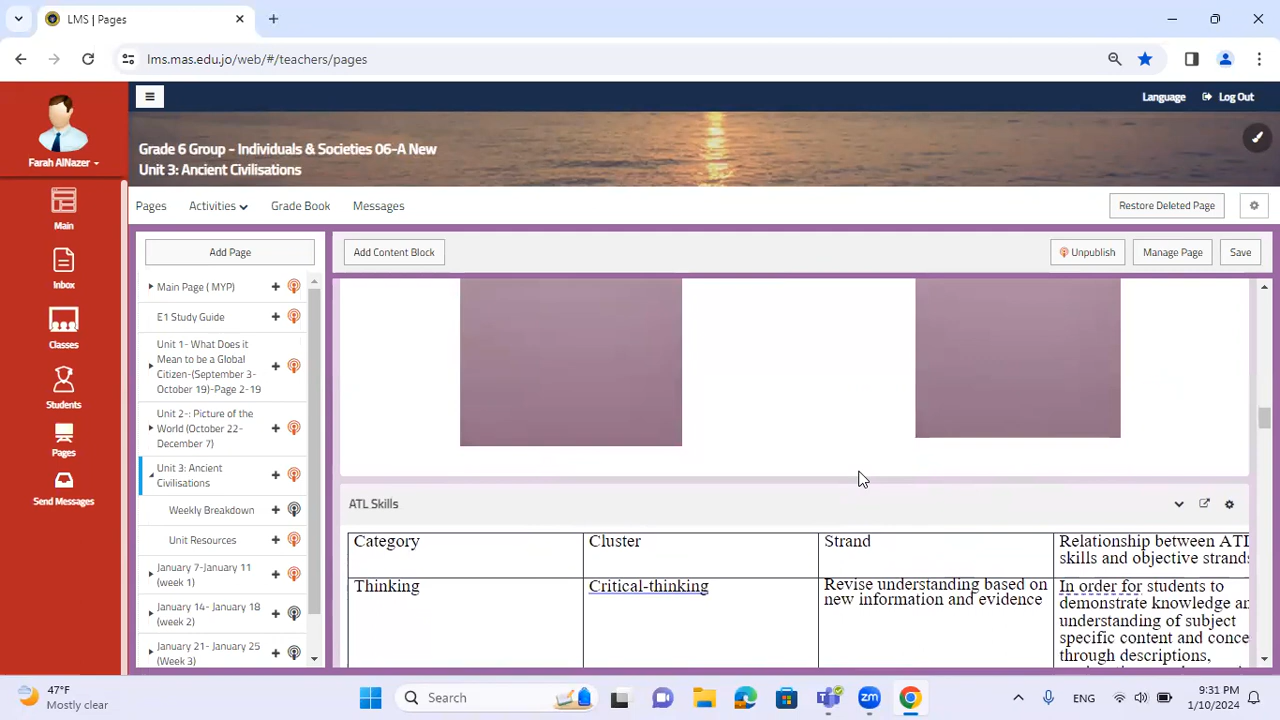 LMS | Pages
lms.mas.edu.jo/web/#/teachers/pages
Language
Log Out
Farah AlNazer
Grade 6 Group - Individuals & Societies 06-A New
Unit 3: Ancient Civilisations
Pages
Activities
Grade Book
Messages
Restore Deleted Page
Main
Inbox
Classes
Students
Pages
Send Messages
Add Page
Main Page ( MYP)
E1 Study Guide
Unit 1- What Does it
Mean to be a Global
Citizen-(September 3-
October 19)-Page 2-19
Unit 2-: Picture of the
World (October 22-
December 7)
Unit 3: Ancient
Civilisations
Weekly Breakdown
Unit Resources
January 7-January 11
(week 1)
January 14- January 18
(week 2)
January 21- January 25
(Week 3)
Add Content Block
Unpublish
Manage Page
Save
ATL Skills
Category
Cluster
Strand
Relationship between ATL
skills and objective strands
Thinking
Critical-thinking
Revise understanding based on
new information and evidence
In order for students to
demonstrate knowledge an
understanding of subject
specific content and conce
through descriptions,
47°F
Mostly clear
Search
ENG
9:31 PM
1/10/2024